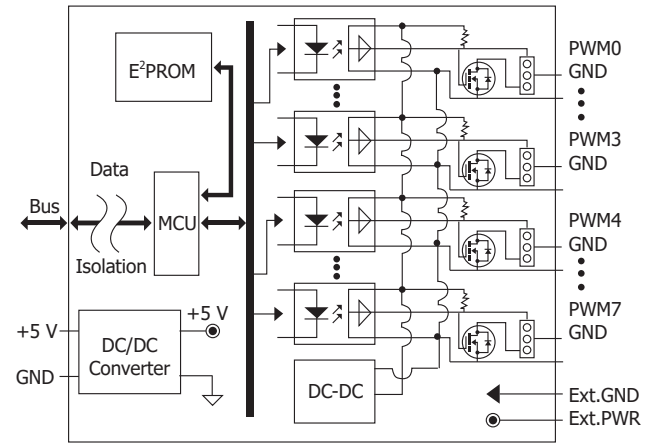 E²PROM
Data
Bus
MCU
Isolation
+5 V
+5 V
DC/DC
Converter
GND
DC-DC
PWM0
GND
PWM3
GND
PWM4
GND
PWM7
GND
Ext.GND
Ext.PWR